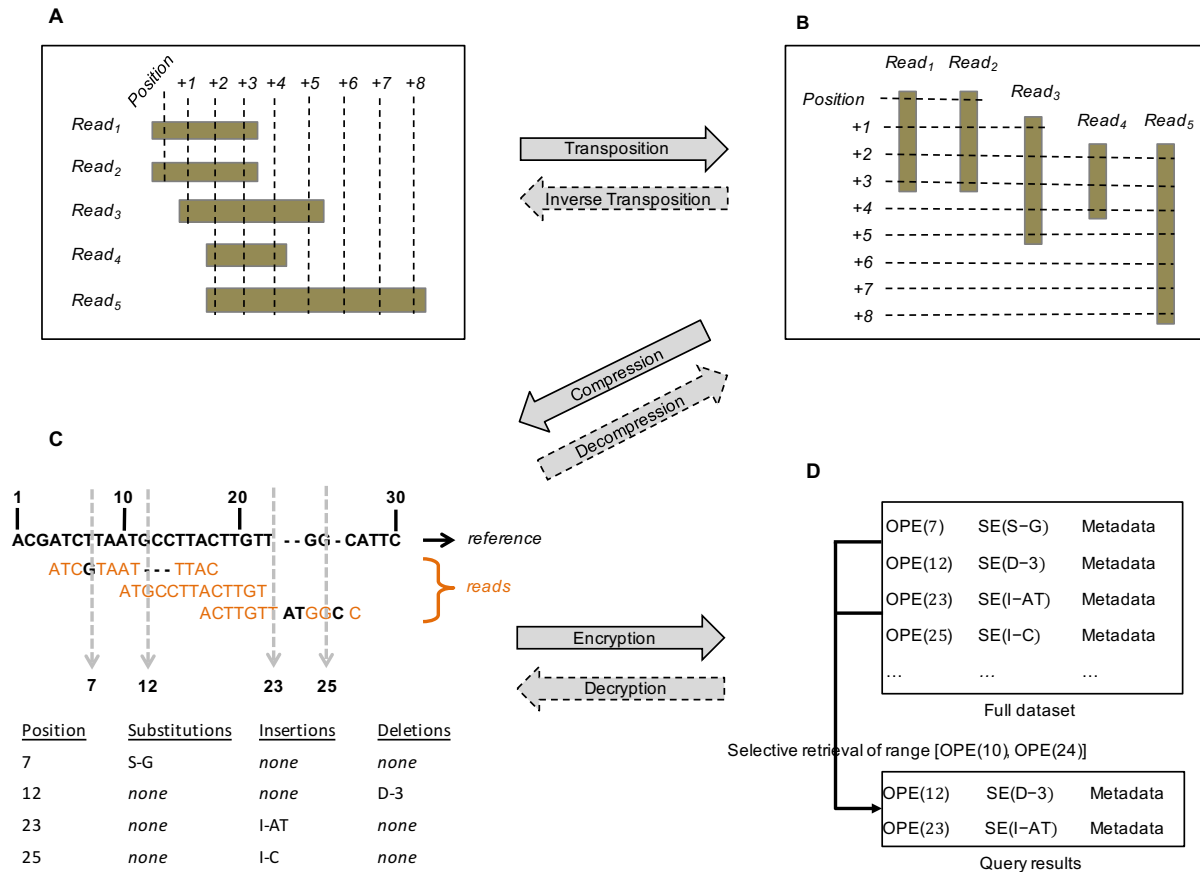 A
Position +1 +2 +3 +4 +5 +6 +7 +8
Read1
Read2
Read3
Read4
Read5
Transposition
Inverse Transposition
B
Read1 Read2
Read3
Read4 Read5
Position
+1
+2
+3
+4
+5
+6
+7
+8
Compression
Decompression
C
1 10 20 30
ACGATCTTAATGCCTTACTTGTT --GG-CATTC reference
ATCGTAAT---TTAC
ATGCCTTACTTGT
ACTTGTTATGGCC
reads
7 12 23 25
Position Substitutions Insertions Deletions
7 S-G none none
12 none none D-3
23 none I-AT none
25 none I-C none
Encryption
Decryption
D
OPE(7) SE(S−G) Metadata
OPE(12) SE(D−3) Metadata
OPE(23) SE(I−AT) Metadata
OPE(25) SE(I−C) Metadata
... ... ...
Full dataset
Selective retrieval of range [OPE(10), OPE(24)]
OPE(12) SE(D−3) Metadata
OPE(23) SE(I−AT) Metadata
Query results